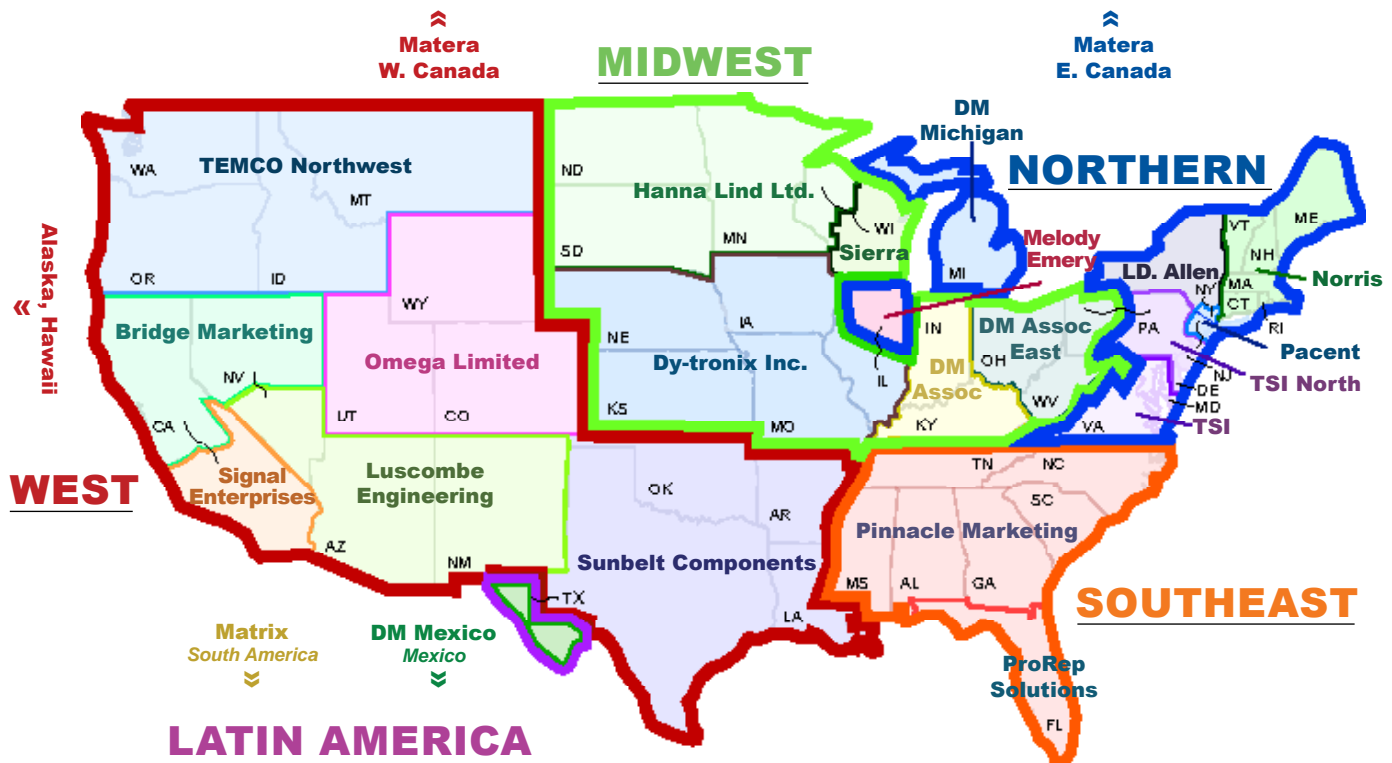 Matera
W. Canada
MIDWEST
Matera
E. Canada
DM
Michigan
NORTHERN
WA
TEMCO Northwest
MT
OR
ID
ND
Hanna Lind Ltd.
SD
MN
WI
Sierra
MI
Melody
Emery
VT
ME
NH
LD. Allen
NY
MA
CT
RI
Norris
Alaska, Hawaii
WY
Bridge Marketing
NV
CA
Omega Limited
UT
CO
NE
IA
Dy-tronix Inc.
KS
MO
IL
IN
DM Assoc
East
OH
DM
Assoc
WV
KY
PA
Pacent
NJ
TSI North
DE
MD
VA
TSI
WEST
Signal
Enterprises
Luscombe
Engineering
AZ
NM
OK
AR
Sunbelt Components
TX
LA
TN
NC
SC
Pinnacle Marketing
MS
AL
GA
SOUTHEAST
ProRep
Solutions
FL
Matrix
South America
DM Mexico
Mexico
LATIN AMERICA